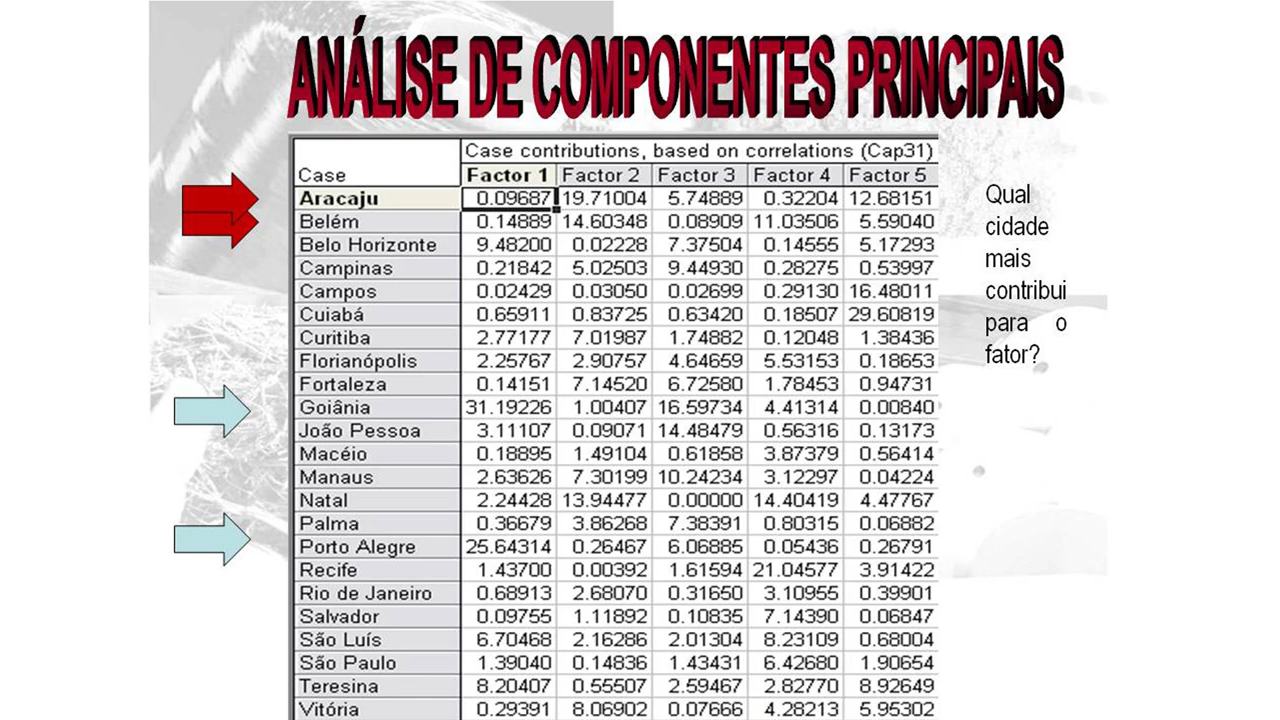 ANÁLISE DE COMPONENTES PRINCIPAIS
Case contributions, based on correlations (Cap31)
Case Factor 1 Factor 2 Factor 3 Factor 4 Factor 5
Aracaju 0.09687 19.71004 5.74889 0.32204 12.68151
Belém 0.14889 14.60348 0.08909 11.03506 5.59040
Belo Horizonte 9.48200 0.02228 7.37504 0.14555 5.17293
Campinas 0.21842 5.02503 9.44930 0.28275 0.53997
Campos 0.02429 0.03050 0.02699 0.29130 16.48011
Cuiabá 0.65911 0.83725 0.63420 0.18507 29.60819
Curitiba 2.77177 7.01987 1.74882 0.12048 1.38436
Florianópolis 2.25767 2.90757 4.64659 5.53153 0.18653
Fortaleza 0.14151 7.14520 6.72580 1.78453 0.94731
Goiânia 31.19226 1.00407 16.59734 4.41314 0.00840
João Pessoa 3.11107 0.09071 14.48479 0.56316 0.13173
Macéio 0.18895 1.49104 0.61858 3.87379 0.56414
Manaus 2.63626 7.30199 10.24234 3.12297 0.04224
Natal 2.24428 13.94477 0.00000 14.40419 4.47767
Palma 0.36679 3.86268 7.38391 0.80315 0.06882
Porto Alegre 25.64314 0.26467 6.06885 0.05436 0.26791
Recife 1.43700 0.00392 1.61594 21.04577 3.91422
Rio de Janeiro 0.68913 2.68070 0.31650 3.10955 0.39901
Salvador 0.09755 1.11892 0.10835 7.14390 0.06847
São Luís 6.70468 2.16286 2.01304 8.23109 0.68004
São Paulo 1.39040 0.14836 1.43431 6.42680 1.90654
Teresina 8.20407 0.55507 2.59467 2.82770 8.92649
Vitória 0.29391 8.06902 0.07666 4.28213 5.95302
Qual
cidade
mais
contribui
para o
fator?